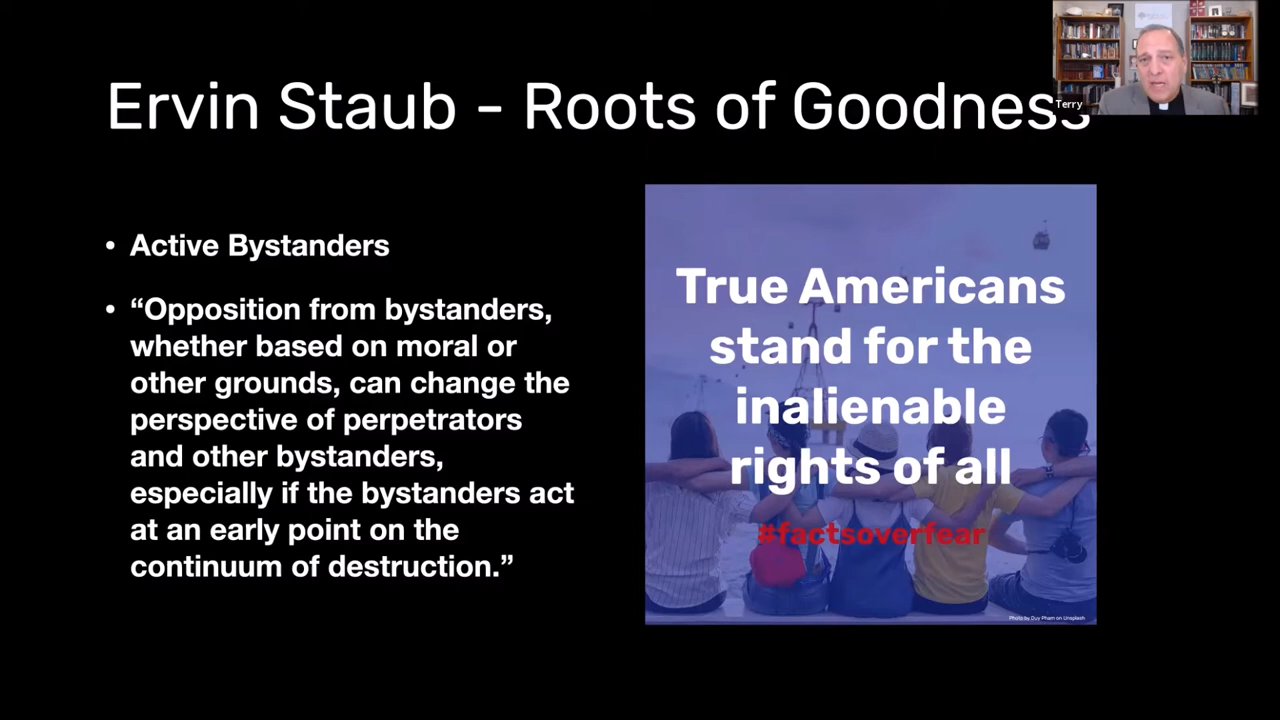 Ervin Staub - Roots of Goodness
Terry
• Active Bystanders
• “Opposition from bystanders,
whether based on moral or
other grounds, can change the
perspective of perpetrators
and other bystanders,
especially if the bystanders act
at an early point on the
continuum of destruction.”
True Americans
stand for the
inalienable
rights of all
#factsoverfear
Photo by Duy Pham on Unsplash